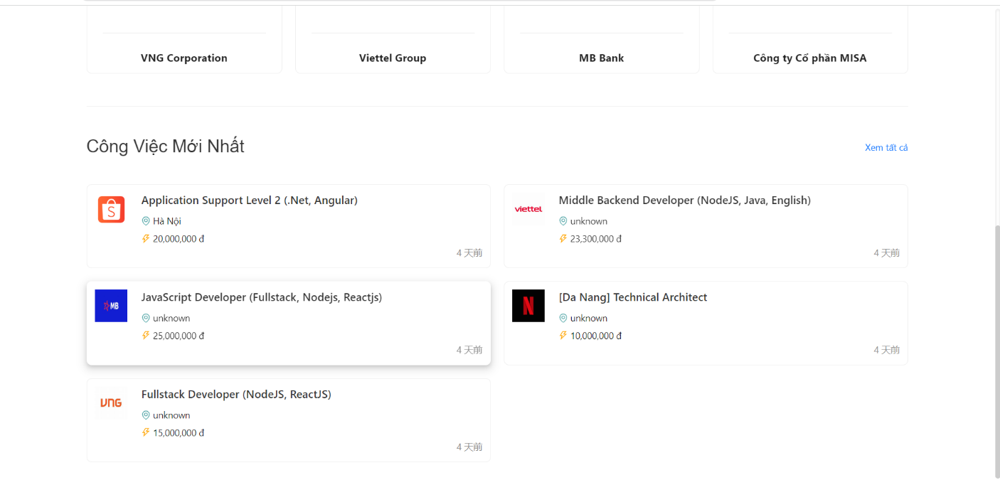 VNG Corporation
Viettel Group
MB Bank
Công ty Cổ phần MISA
Công Việc Mới Nhất
Xem tất cả
Application Support Level 2 (.Net, Angular)
Hà Nội
20,000,000 đ
4 天前
viettel
Middle Backend Developer (NodeJS, Java, English)
unknown
23,300,000 đ
4 天前
MB
JavaScript Developer (Fullstack, Nodejs, Reactjs)
unknown
25,000,000 đ
4 天前
N
[Da Nang] Technical Architect
unknown
10,000,000 đ
4 天前
VNG
Fullstack Developer (NodeJS, ReactJS)
unknown
15,000,000 đ
4 天前